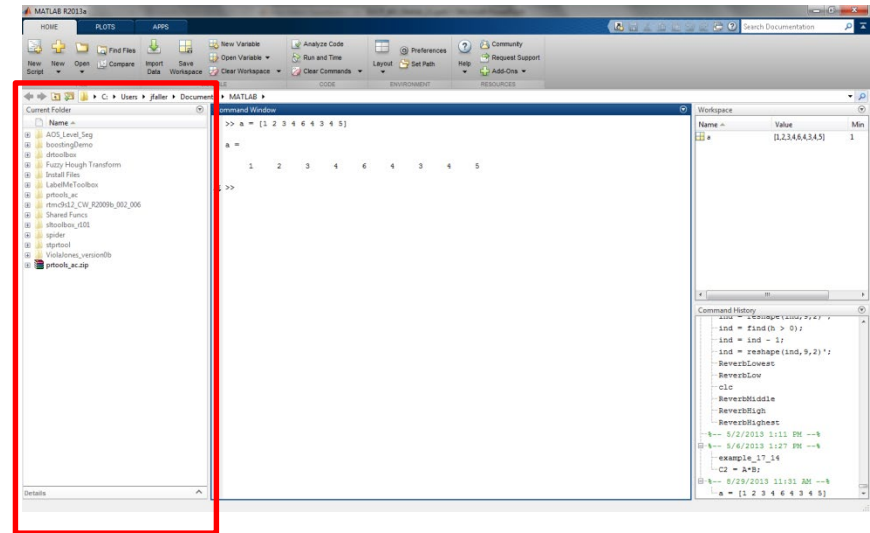 MATLAB R2013a
HOME PLOTS APPS
Search Documentation
New Script
New
Open
Find Files
Compare
Import Data
Save Workspace
New Variable
Open Variable
Clear Workspace
Analyze Code
Run and Time
Clear Commands
Layout
Preferences
Set Path
Help
Community
Request Support
Add-Ons
CODE ENVIRONMENT RESOURCES
C: Users jfaller Document MATLAB
Current Folder
Name
AOS_Level_Seg
boostingDemo
drtoolbox
Fuzzy Hough Transform
Install Files
LabelMeToolbox
prtools_ac
rtmc9s12_CW_R2009b_002_006
Shared Funcs
sltoolbox_r101
spider
stprtool
ViolaJones_version0b
prtools_ac.zip
Details
Command Window
>> a = [1 2 3 4 6 4 3 4 5]
a =
1 2 3 4 6 4 3 4 5
>>
Workspace
Name Value Min
a [1,2,3,4,6,4,3,4,5] 1
Command History
ind = reshape(ind,9,2)';
ind = find(h > 0);
ind = ind - 1;
ind = reshape(ind,9,2)';
ReverbLowest
ReverbLow
clc
ReverbMiddle
ReverbHigh
ReverbHighest
%-- 5/2/2013 1:11 PM --%
%-- 5/6/2013 1:27 PM --%
example_17_14
C2 = A*B;
%-- 8/29/2013 11:31 AM --%
a = [1 2 3 4 6 4 3 4 5]